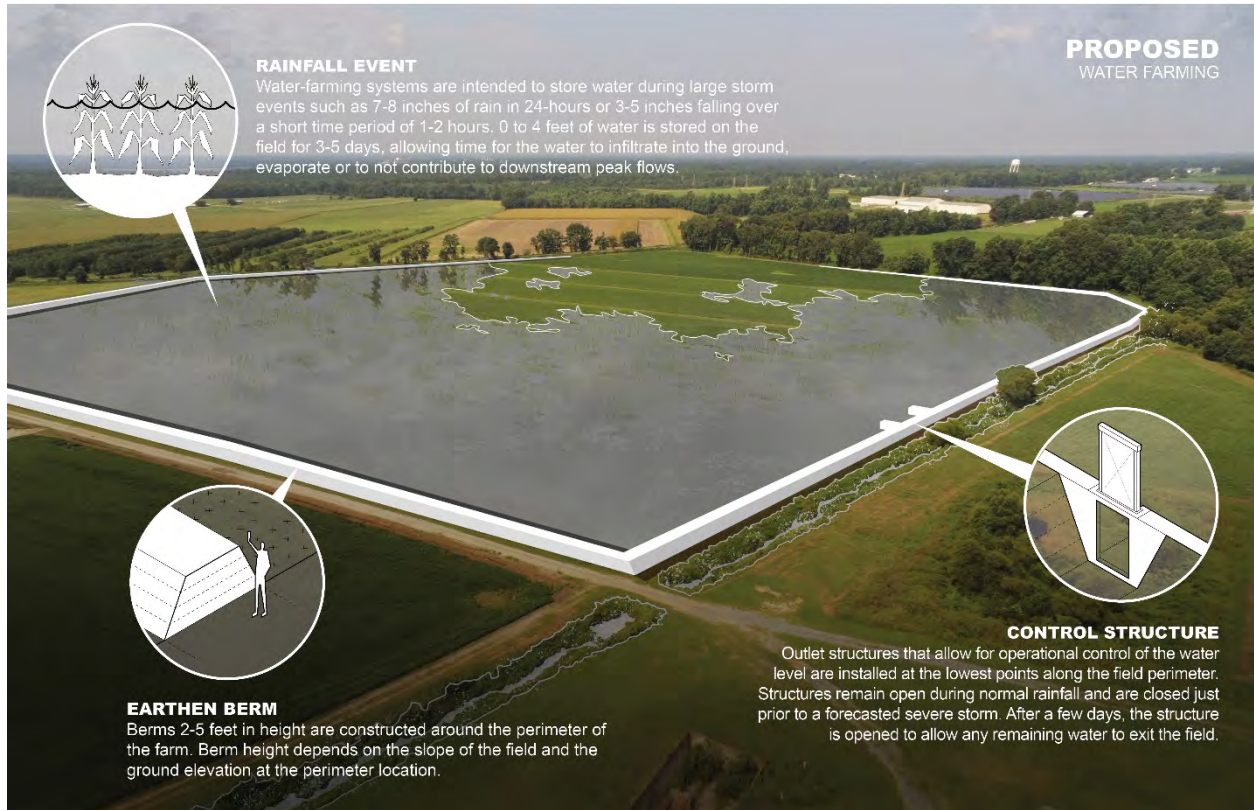 PROPOSED
WATER FARMING
RAINFALL EVENT
Water-farming systems are intended to store water during large storm
events such as 7-8 inches of rain in 24-hours or 3-5 inches falling over
a short time period of 1-2 hours. 0 to 4 feet of water is stored on the
field for 3-5 days, allowing time for the water to infiltrate into the ground,
evaporate or to not contribute to downstream peak flows.
EARTHEN BERM
Berms 2-5 feet in height are constructed around the perimeter of
the farm. Berm height depends on the slope of the field and the
ground elevation at the perimeter location.
CONTROL STRUCTURE
Outlet structures that allow for operational control of the water
level are installed at the lowest points along the field perimeter.
Structures remain open during normal rainfall and are closed just
prior to a forecasted severe storm. After a few days, the structure
is opened to allow any remaining water to exit the field.